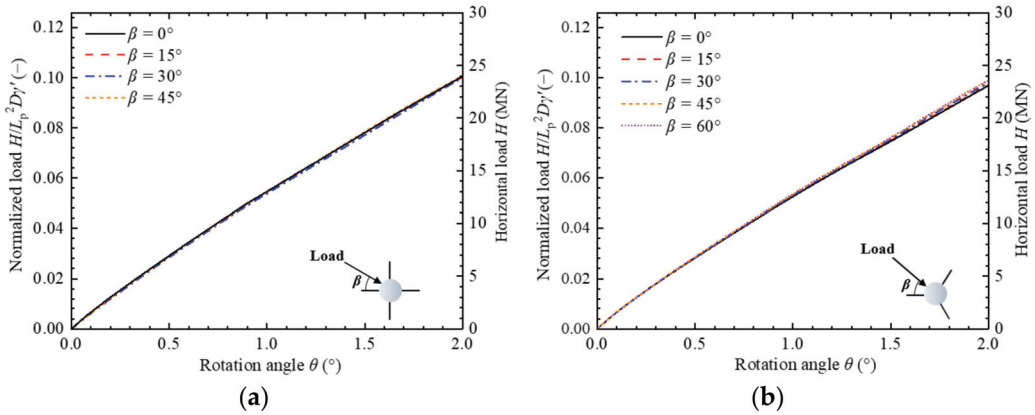 β = 0°
β = 15°
β = 30°
β = 45°
Normalized load H/Lp²Dγ' (−)
0.12
0.10
0.08
0.06
0.04
0.02
0.00
0.0
0.5
1.0
1.5
2.0
Rotation angle θ (°)
30
25
20
15
10
5
0
Horizontal load H (MN)
Load
β
(a)
β = 0°
β = 15°
β = 30°
β = 45°
β = 60°
Normalized load H/Lp²Dγ' (−)
0.12
0.10
0.08
0.06
0.04
0.02
0.00
0.0
0.5
1.0
1.5
2.0
Rotation angle θ (°)
30
25
20
15
10
5
0
Horizontal load H (MN)
Load
β
(b)